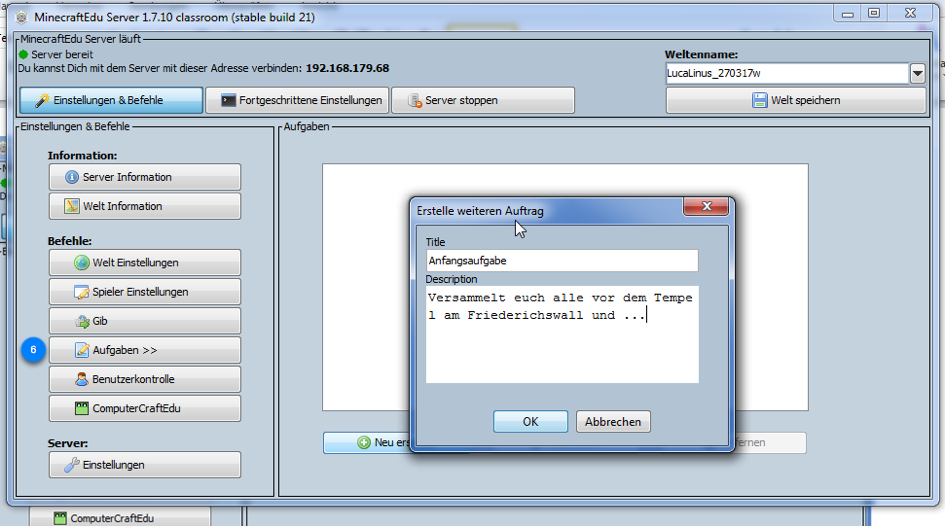 MinecraftEdu Server 1.7.10 classroom (stable build 21)
MinecraftEdu Server läuft
Server bereit
Du kannst Dich mit dem Server mit dieser Adresse verbinden: 192.168.179.68
Weltenname:
LucaLinus_270317w
Einstellungen & Befehle
Fortgeschrittene Einstellungen
Server stoppen
Welt speichern
Einstellungen & Befehle
Aufgaben
Information:
Server Information
Welt Information
Befehle:
Welt Einstellungen
Spieler Einstellungen
Gib
6
Aufgaben >>
Benutzerkontrolle
ComputerCraftEdu
Server:
Einstellungen
Erstelle weiteren Auftrag
Title
Anfangsaufgabe
Description
Versammelt euch alle vor dem Tempe
l am Friederichswall und ...
OK
Abbrechen
Neu
ComputerCraftEdu